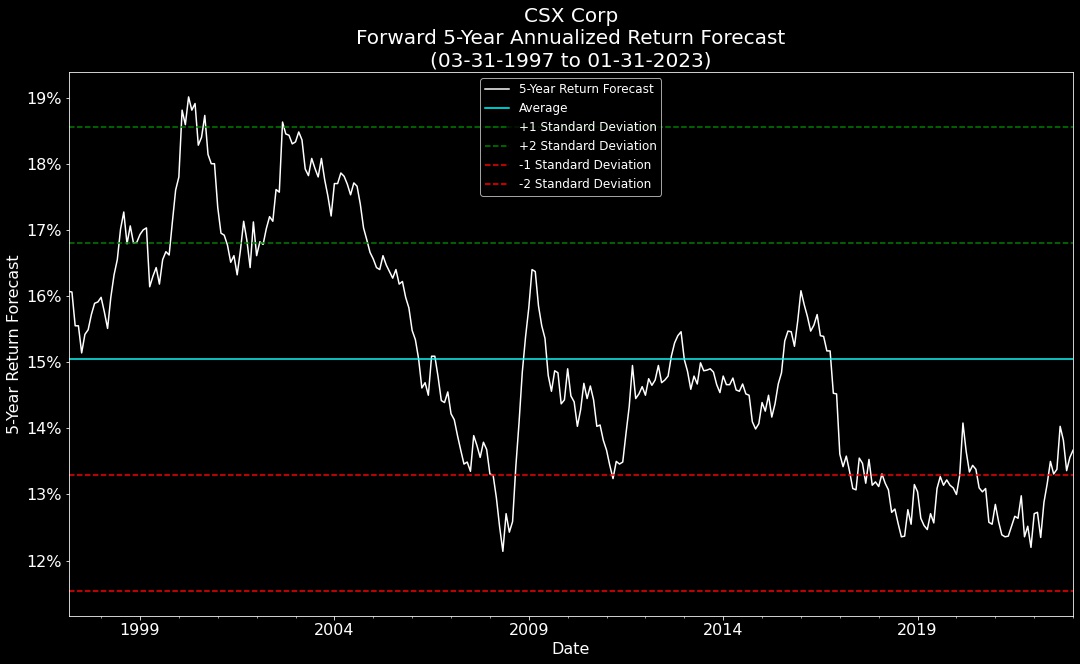 CSX Corp
Forward 5-Year Annualized Return Forecast
(03-31-1997 to 01-31-2023)
5-Year Return Forecast
Average
+1 Standard Deviation
+2 Standard Deviation
-1 Standard Deviation
-2 Standard Deviation
19%
18%
17%
16%
15%
14%
13%
12%
5-Year Return Forecast
1999 2004 2009 2014 2019
Date